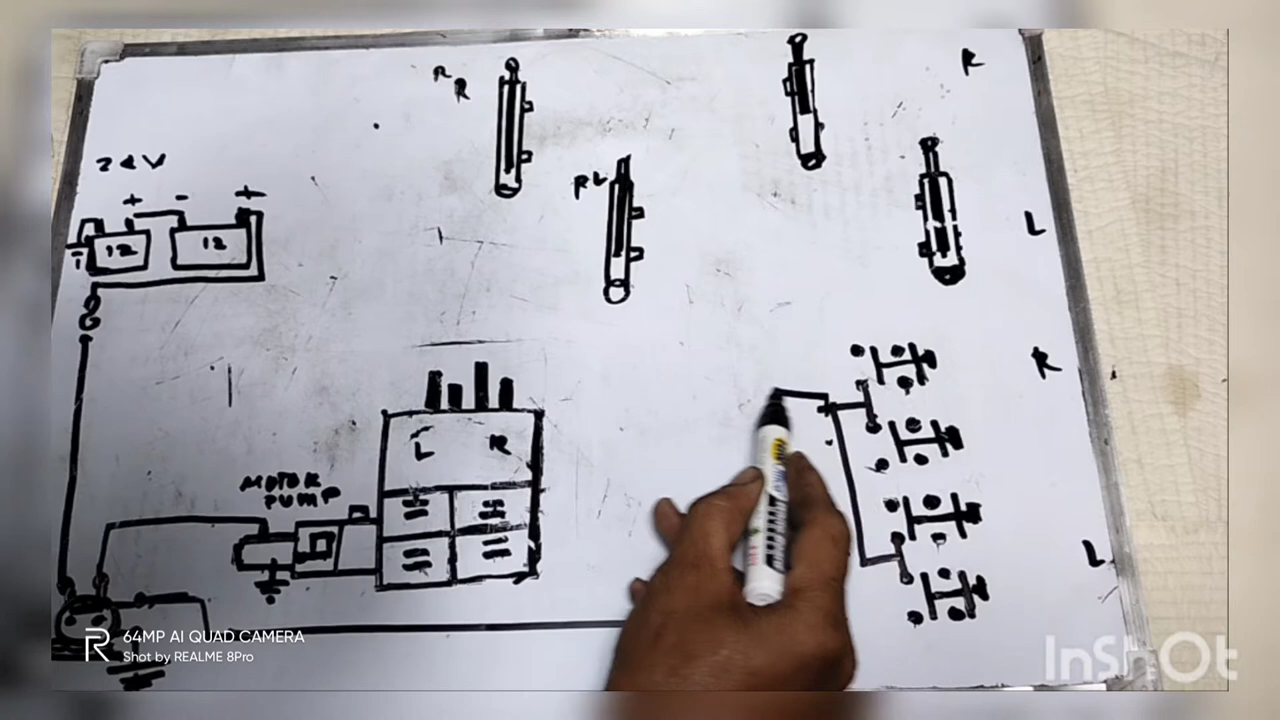 R
R
R
24V
+ - +
12 12
RL
L
R
L R
MOTOR
PUMP
L
64MP AI QUAD CAMERA
Shot by REALME 8Pro
InShOt